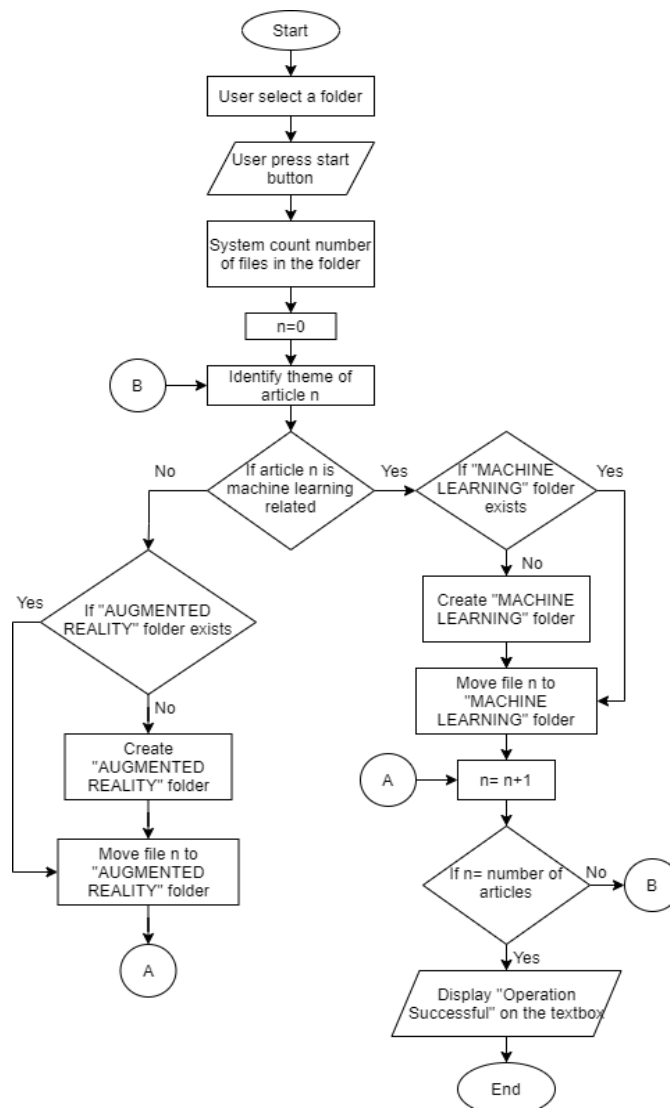 Start
User select a folder
User press start
button
System count number
of files in the folder
n=0
B
Identify theme of
article n
If article n is
machine learning
related
No
Yes
If "MACHINE
LEARNING" folder
exists
Yes
No
Create "MACHINE
LEARNING" folder
Move file n to
"MACHINE
LEARNING" folder
If "AUGMENTED
REALITY" folder exists
Yes
No
Create
"AUGMENTED
REALITY" folder
Move file n to
"AUGMENTED
REALITY" folder
A
A
n= n+1
If n= number of
articles
No
B
Yes
Display "Operation
Successful" on the textbox
End